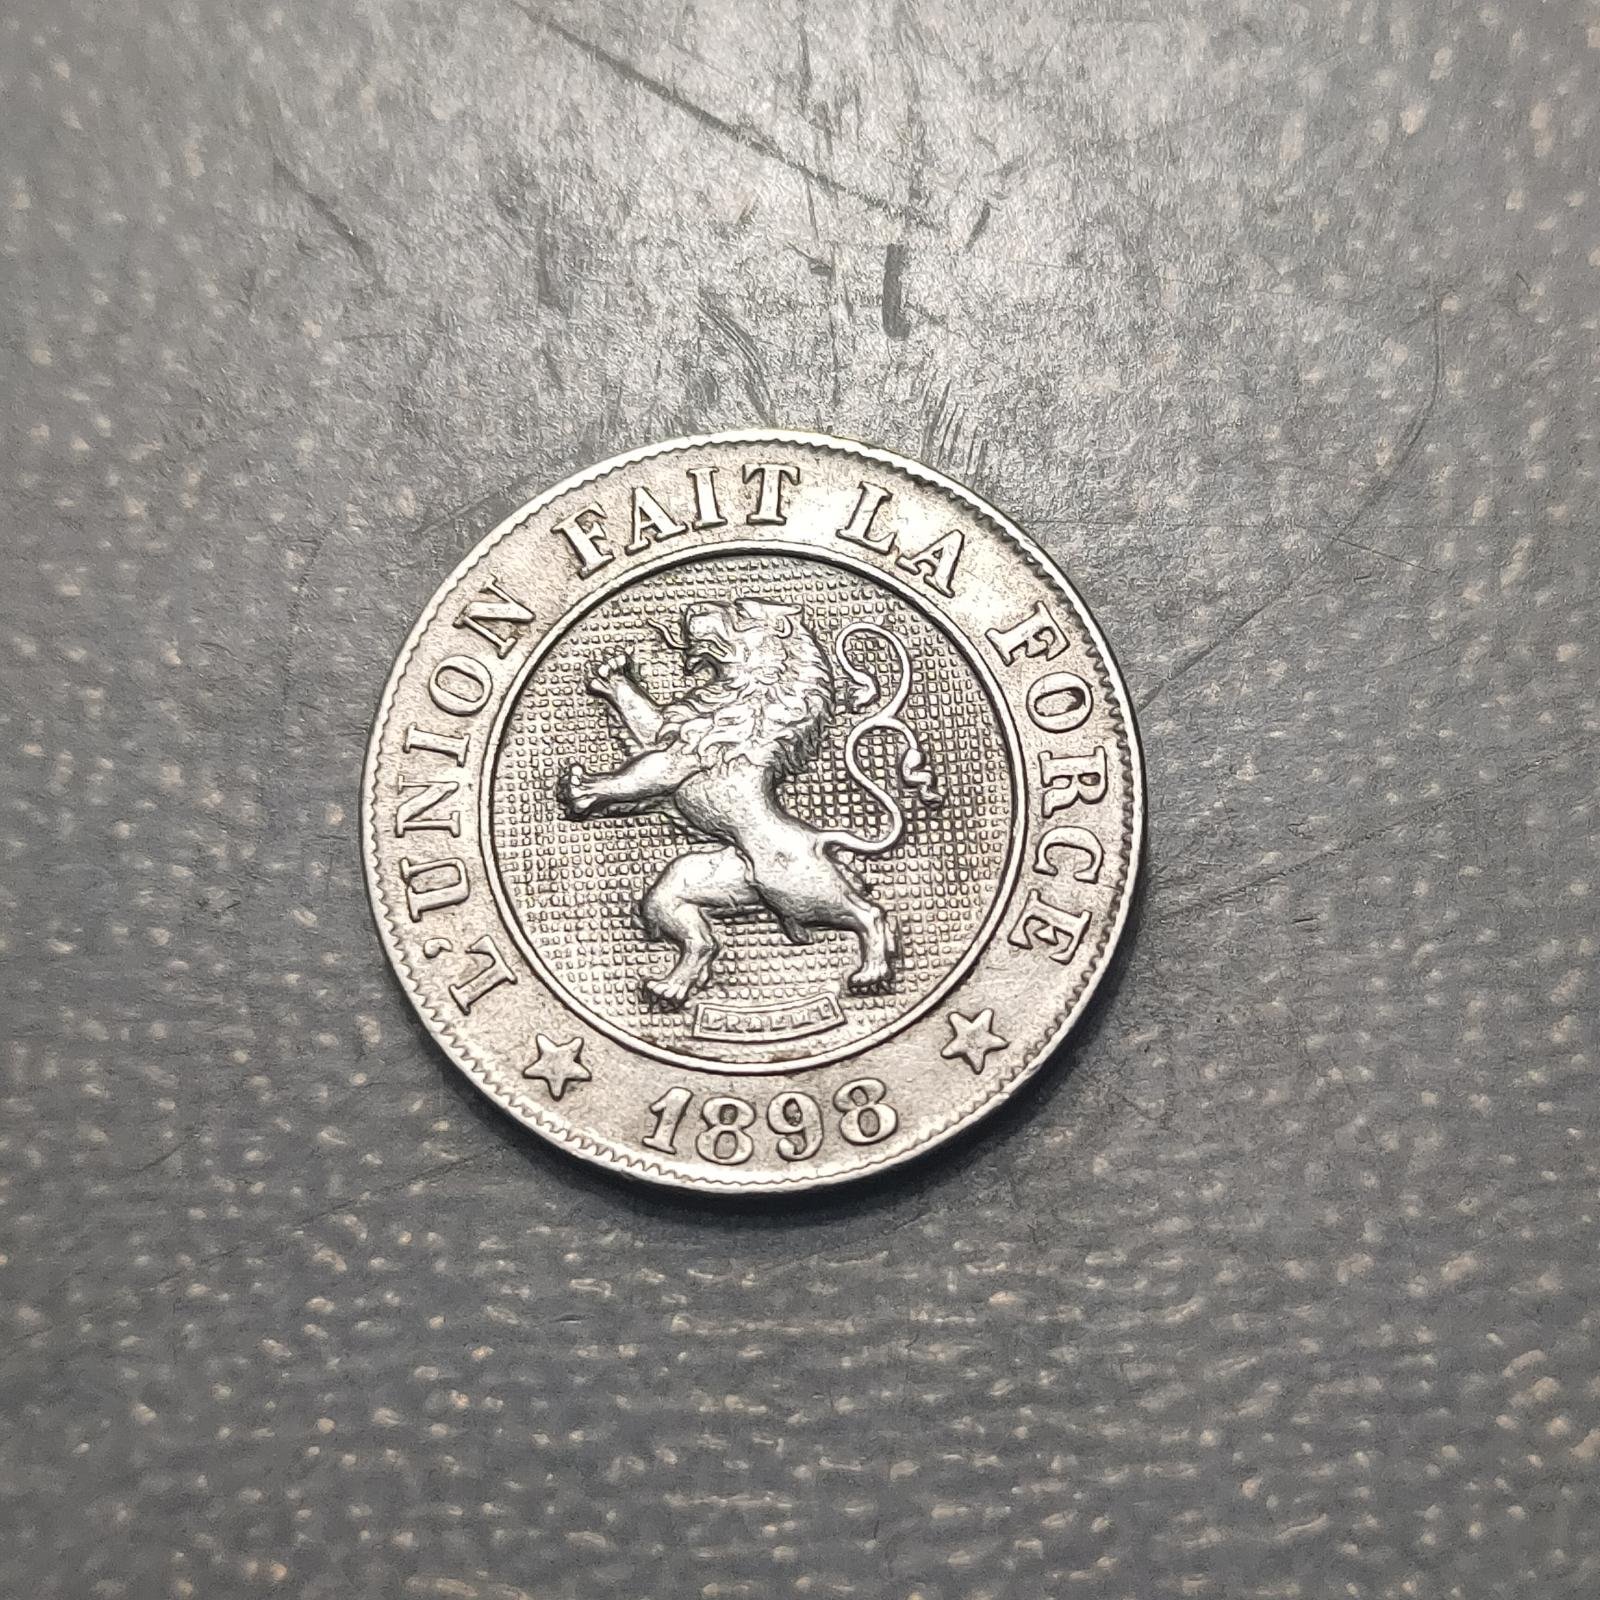 L'UNION FAIT LA FORCE
1898